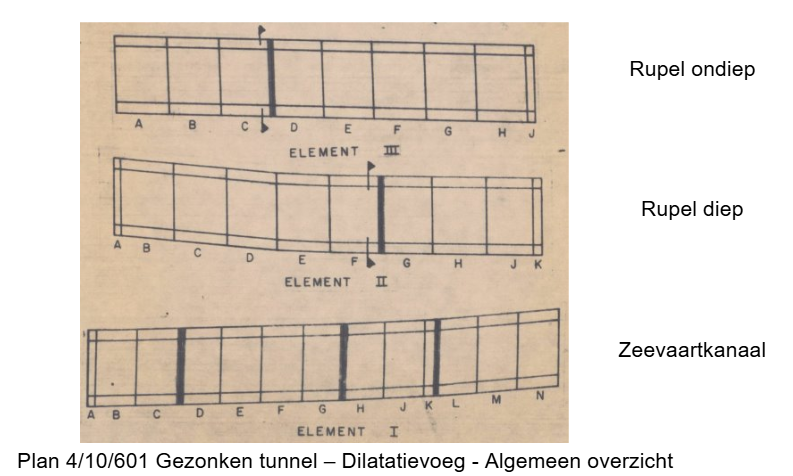 Rupel ondiep
A B C D E F G H J
ELEMENT III
Rupel diep
A B C D E F G H J K
ELEMENT II
Zeevaartkanaal
A B C D E F G H J K L M N
ELEMENT I
Plan 4/10/601 Gezonken tunnel – Dilatatievoeg - Algemeen overzicht